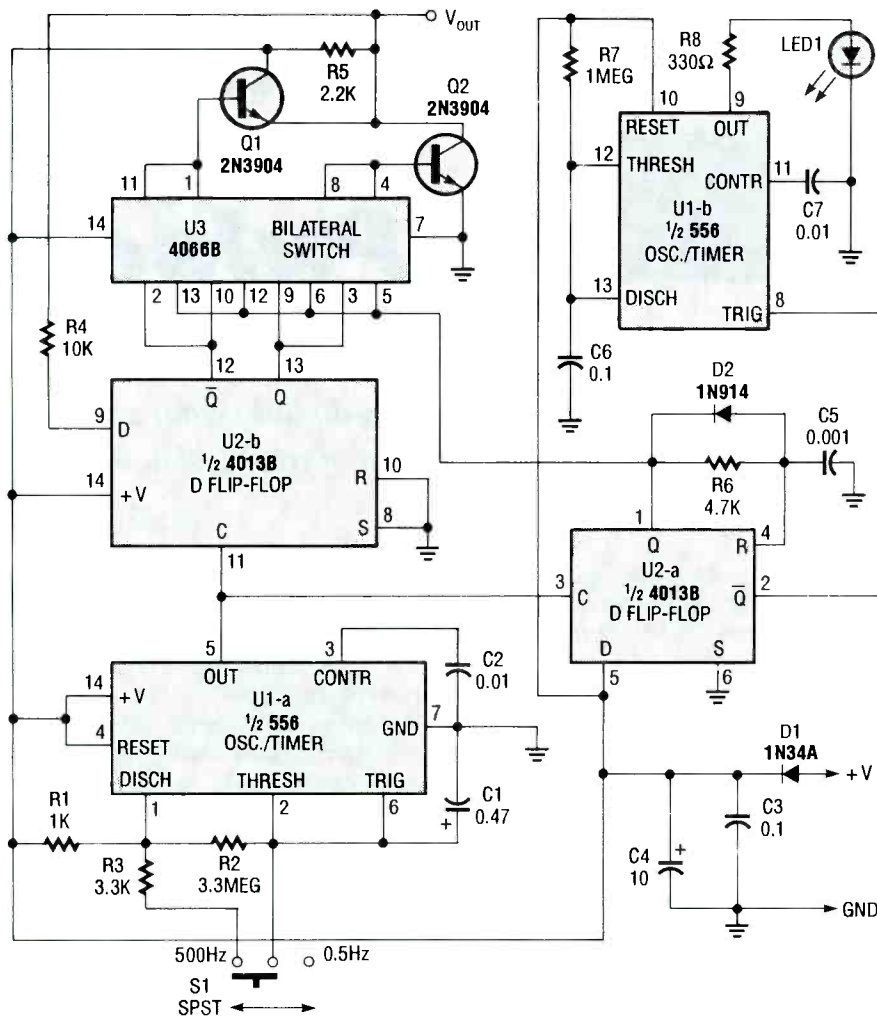 V_OUT
R5
2.2K
Q1
2N3904
Q2
2N3904
11
1
8
4
14
U3
4066B
BILATERAL
SWITCH
7
2
13
10
12
9
6
3
5
R4
10K
12
13
Q̅
Q
9
D
U2-b
½ 4013B
D FLIP-FLOP
14
+V
R
10
S
8
C
11
5
3
OUT
CONTR
14
+V
U1-a
½ 556
OSC./TIMER
4
RESET
GND
7
DISCH
THRESH
TRIG
1
2
6
C2
0.01
C1
0.47
+
R1
1K
R3
3.3K
R2
3.3MEG
500Hz
0.5Hz
S1
SPST
R7
1MEG
R8
330Ω
LED1
10
9
RESET
OUT
12
THRESH
CONTR
11
U1-b
½ 556
OSC./TIMER
C7
0.01
13
DISCH
TRIG
8
C6
0.1
D2
1N914
C5
0.001
R6
4.7K
1
4
Q
R
3
C
U2-a
½ 4013B
D FLIP-FLOP
Q̅
2
D
S
5
6
D1
1N34A
+V
C4
10
+
C3
0.1
GND